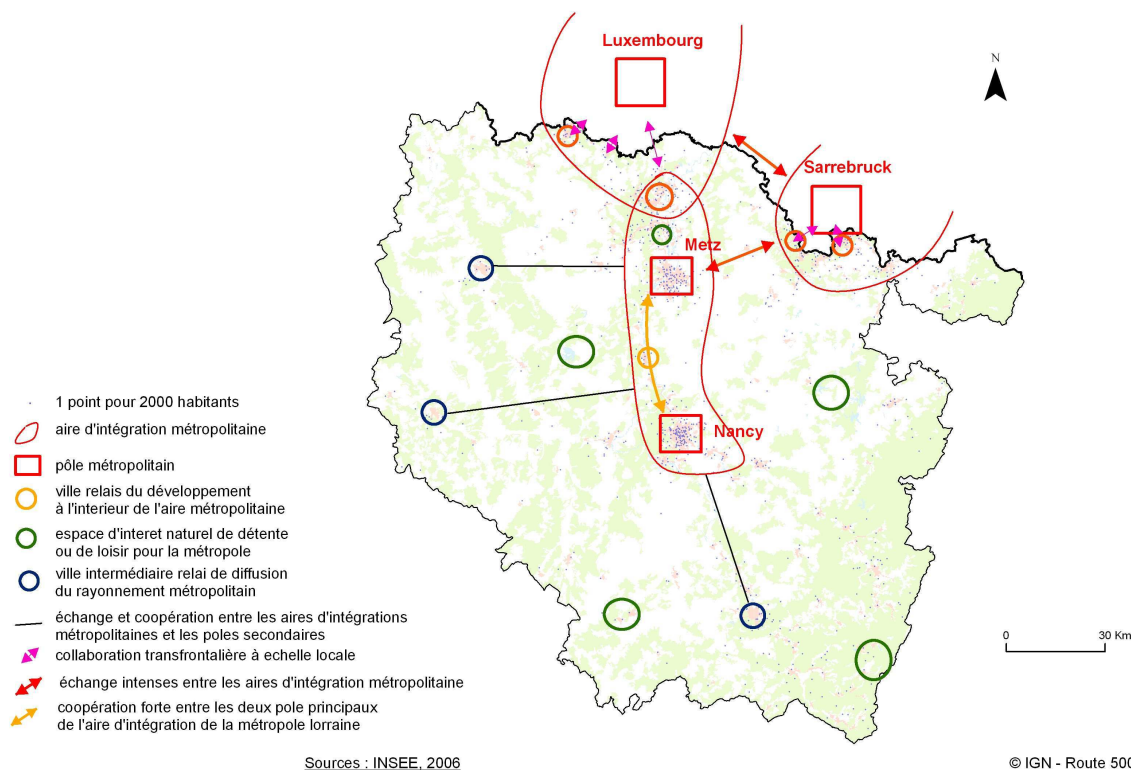 Luxembourg
N
Sarrebruck
Metz
Nancy
1 point pour 2000 habitants
aire d'intégration métropolitaine
pôle métropolitain
ville relais du développement
à l'interieur de l'aire métropolitaine
espace d'interet naturel de détente
ou de loisir pour la métropole
ville intermédiaire relai de diffusion
du rayonnement métropolitain
échange et coopération entre les aires d'intégrations
métropolitaines et les poles secondaires
collaboration transfrontalière à echelle locale
échange intenses entre les aires d'intégration métropolitaine
coopération forte entre les deux pole principaux
de l'aire d'intégration de la métropole lorraine
0 30 Km
Sources : INSEE, 2006
© IGN - Route 500